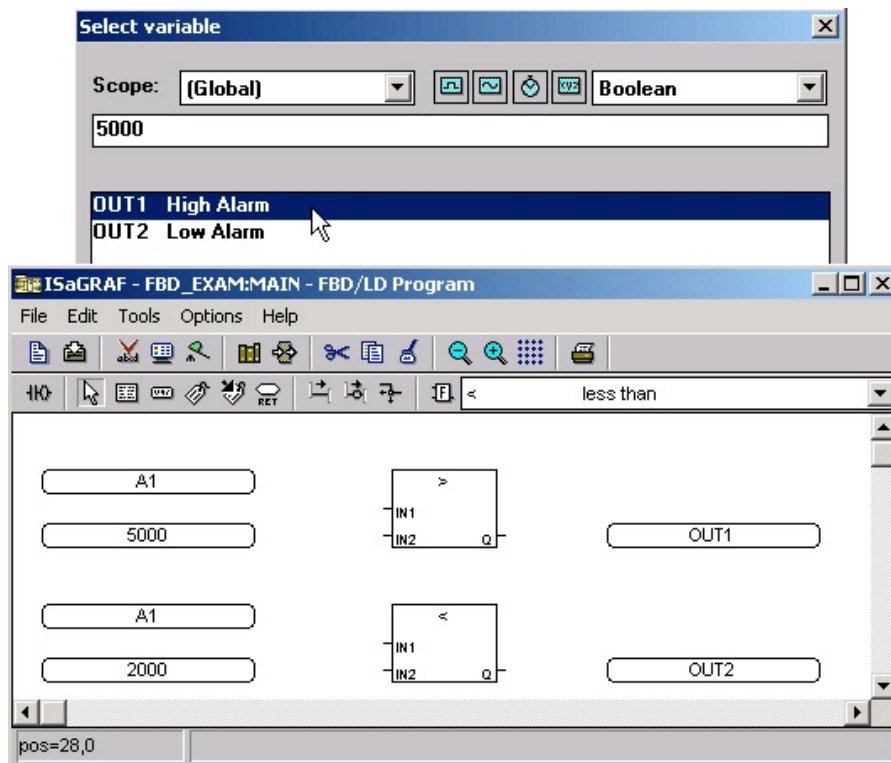 Select variable
Scope: (Global) Boolean
5000
OUT1 High Alarm
OUT2 Low Alarm
ISaGRAF - FBD_EXAM:MAIN - FBD/LD Program
File Edit Tools Options Help
RET < less than
A1 >
IN1
5000 IN2 Q OUT1
A1 <
IN1
2000 IN2 Q OUT2
pos=28,0